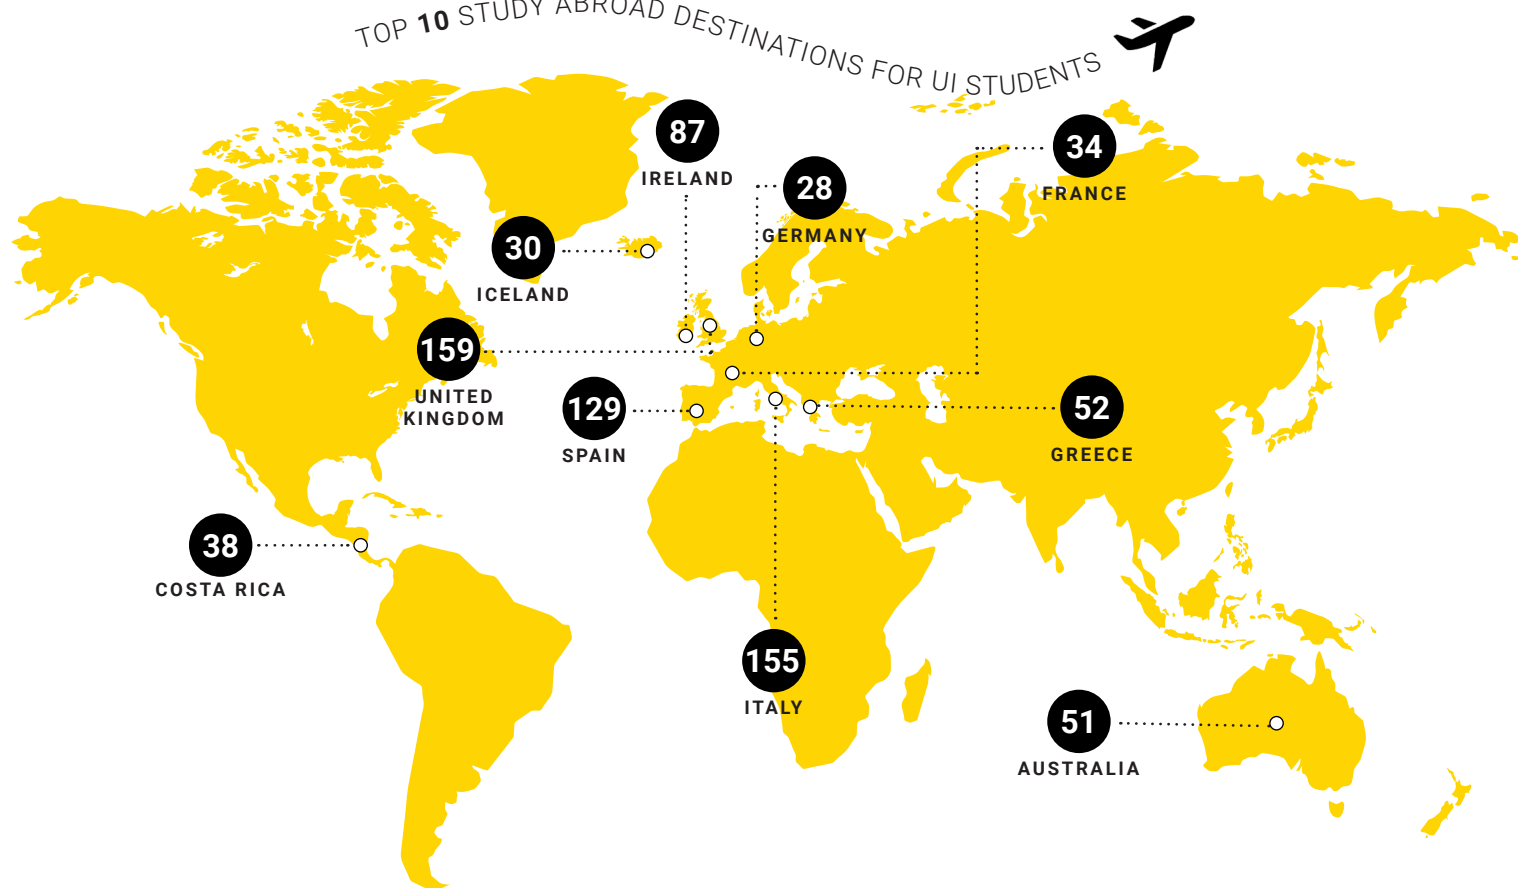 TOP 10 STUDY ABROAD DESTINATIONS FOR UI STUDENTS
87
IRELAND
34
FRANCE
28
GERMANY
30
ICELAND
159
UNITED
KINGDOM
129
SPAIN
52
GREECE
38
COSTA RICA
155
ITALY
51
AUSTRALIA